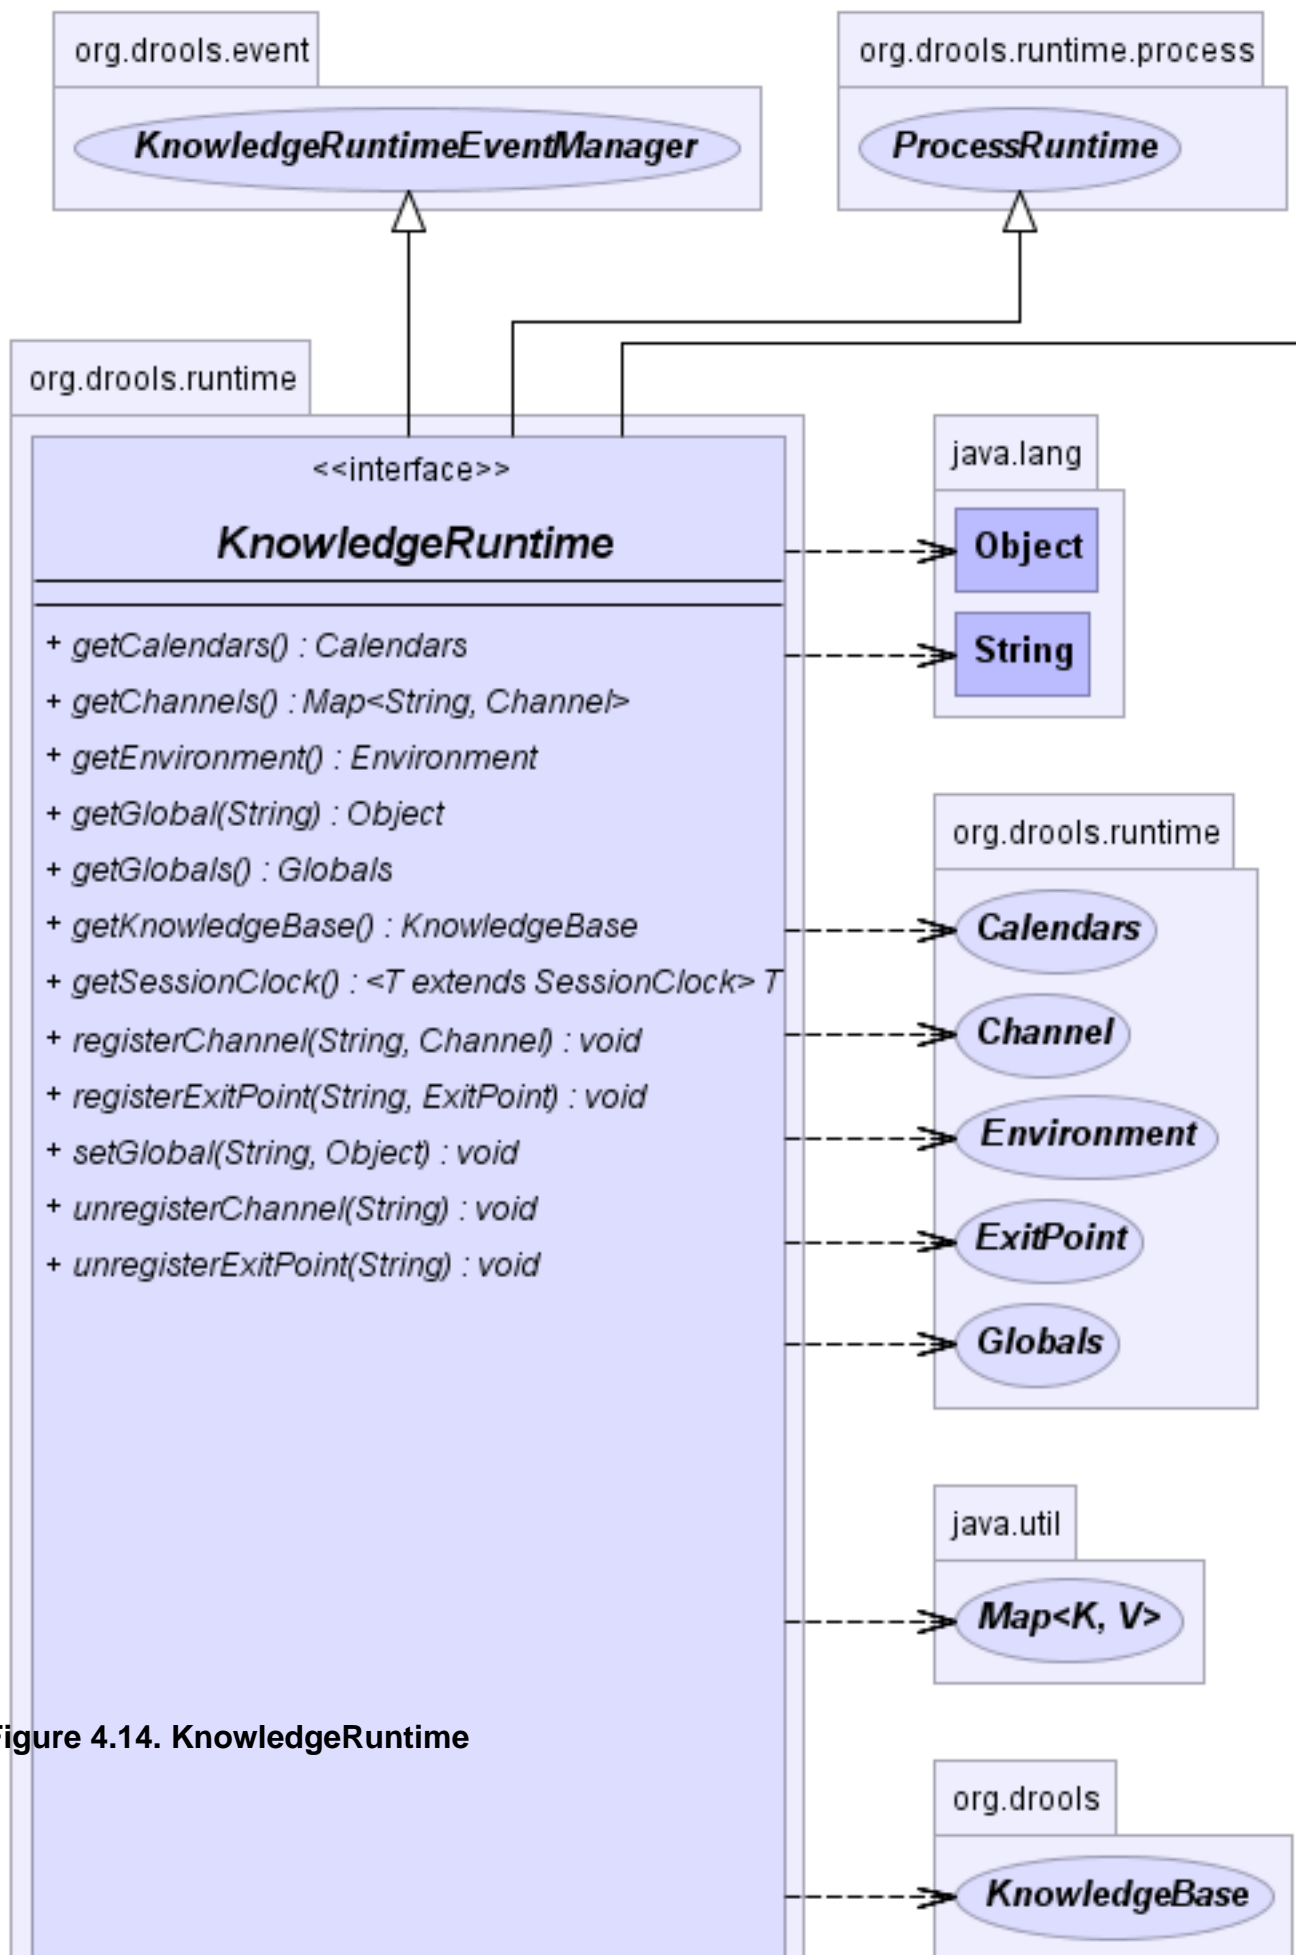 org.drools.event
KnowledgeRuntimeEventManager
org.drools.runtime.process
ProcessRuntime
org.drools.runtime
<<interface>>
KnowledgeRuntime
+ getCalendars() : Calendars
+ getChannels() : Map<String, Channel>
+ getEnvironment() : Environment
+ getGlobal(String) : Object
+ getGlobals() : Globals
+ getKnowledgeBase() : KnowledgeBase
+ getSessionClock() : <T extends SessionClock> T
+ registerChannel(String, Channel) : void
+ registerExitPoint(String, ExitPoint) : void
+ setGlobal(String, Object) : void
+ unregisterChannel(String) : void
+ unregisterExitPoint(String) : void
java.lang
Object
String
org.drools.runtime
Calendars
Channel
Environment
ExitPoint
Globals
java.util
Map<K, V>
igure 4.14. KnowledgeRuntime
org.drools
KnowledgeBase